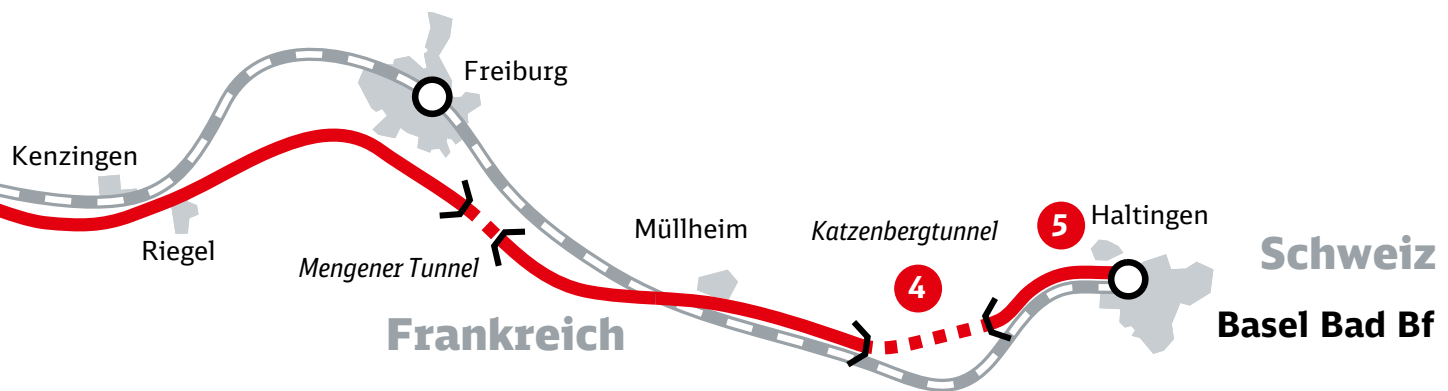 Freiburg
Kenzingen
Riegel
Mengener Tunnel
Müllheim
Katzenbergtunnel
4
5
Haltingen
Schweiz
Basel Bad Bf
Frankreich